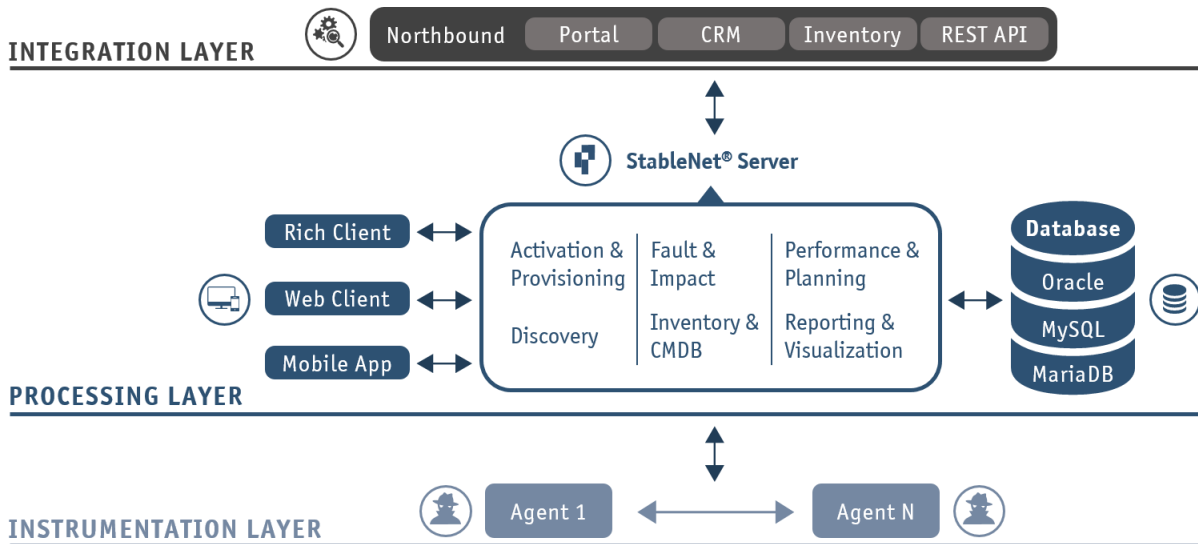 INTEGRATION LAYER
Northbound
Portal
CRM
Inventory
REST API
StableNet® Server
Rich Client
Web Client
Mobile App
Activation &
Provisioning
Fault &
Impact
Performance &
Planning
Discovery
Inventory &
CMDB
Reporting &
Visualization
Database
Oracle
MySQL
MariaDB
PROCESSING LAYER
Agent 1
Agent N
INSTRUMENTATION LAYER